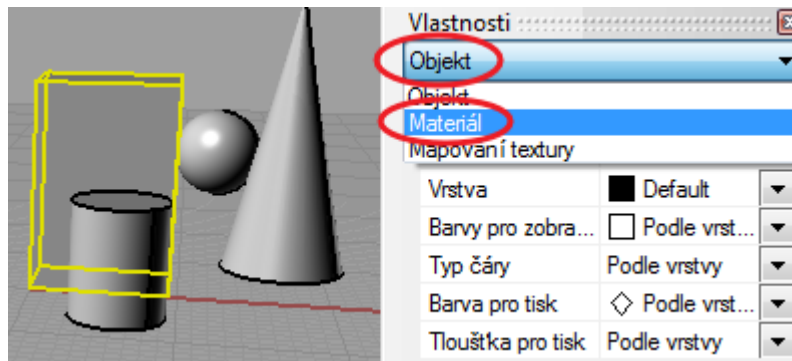 Vlastnosti
Objekt
Objekt
Materiál
Mapování textury
Vrstva Default
Barvy pro zobra... Podle vrst...
Typ čáry Podle vrstvy
Barva pro tisk Podle vrst...
Tloušťka pro tisk Podle vrstvy